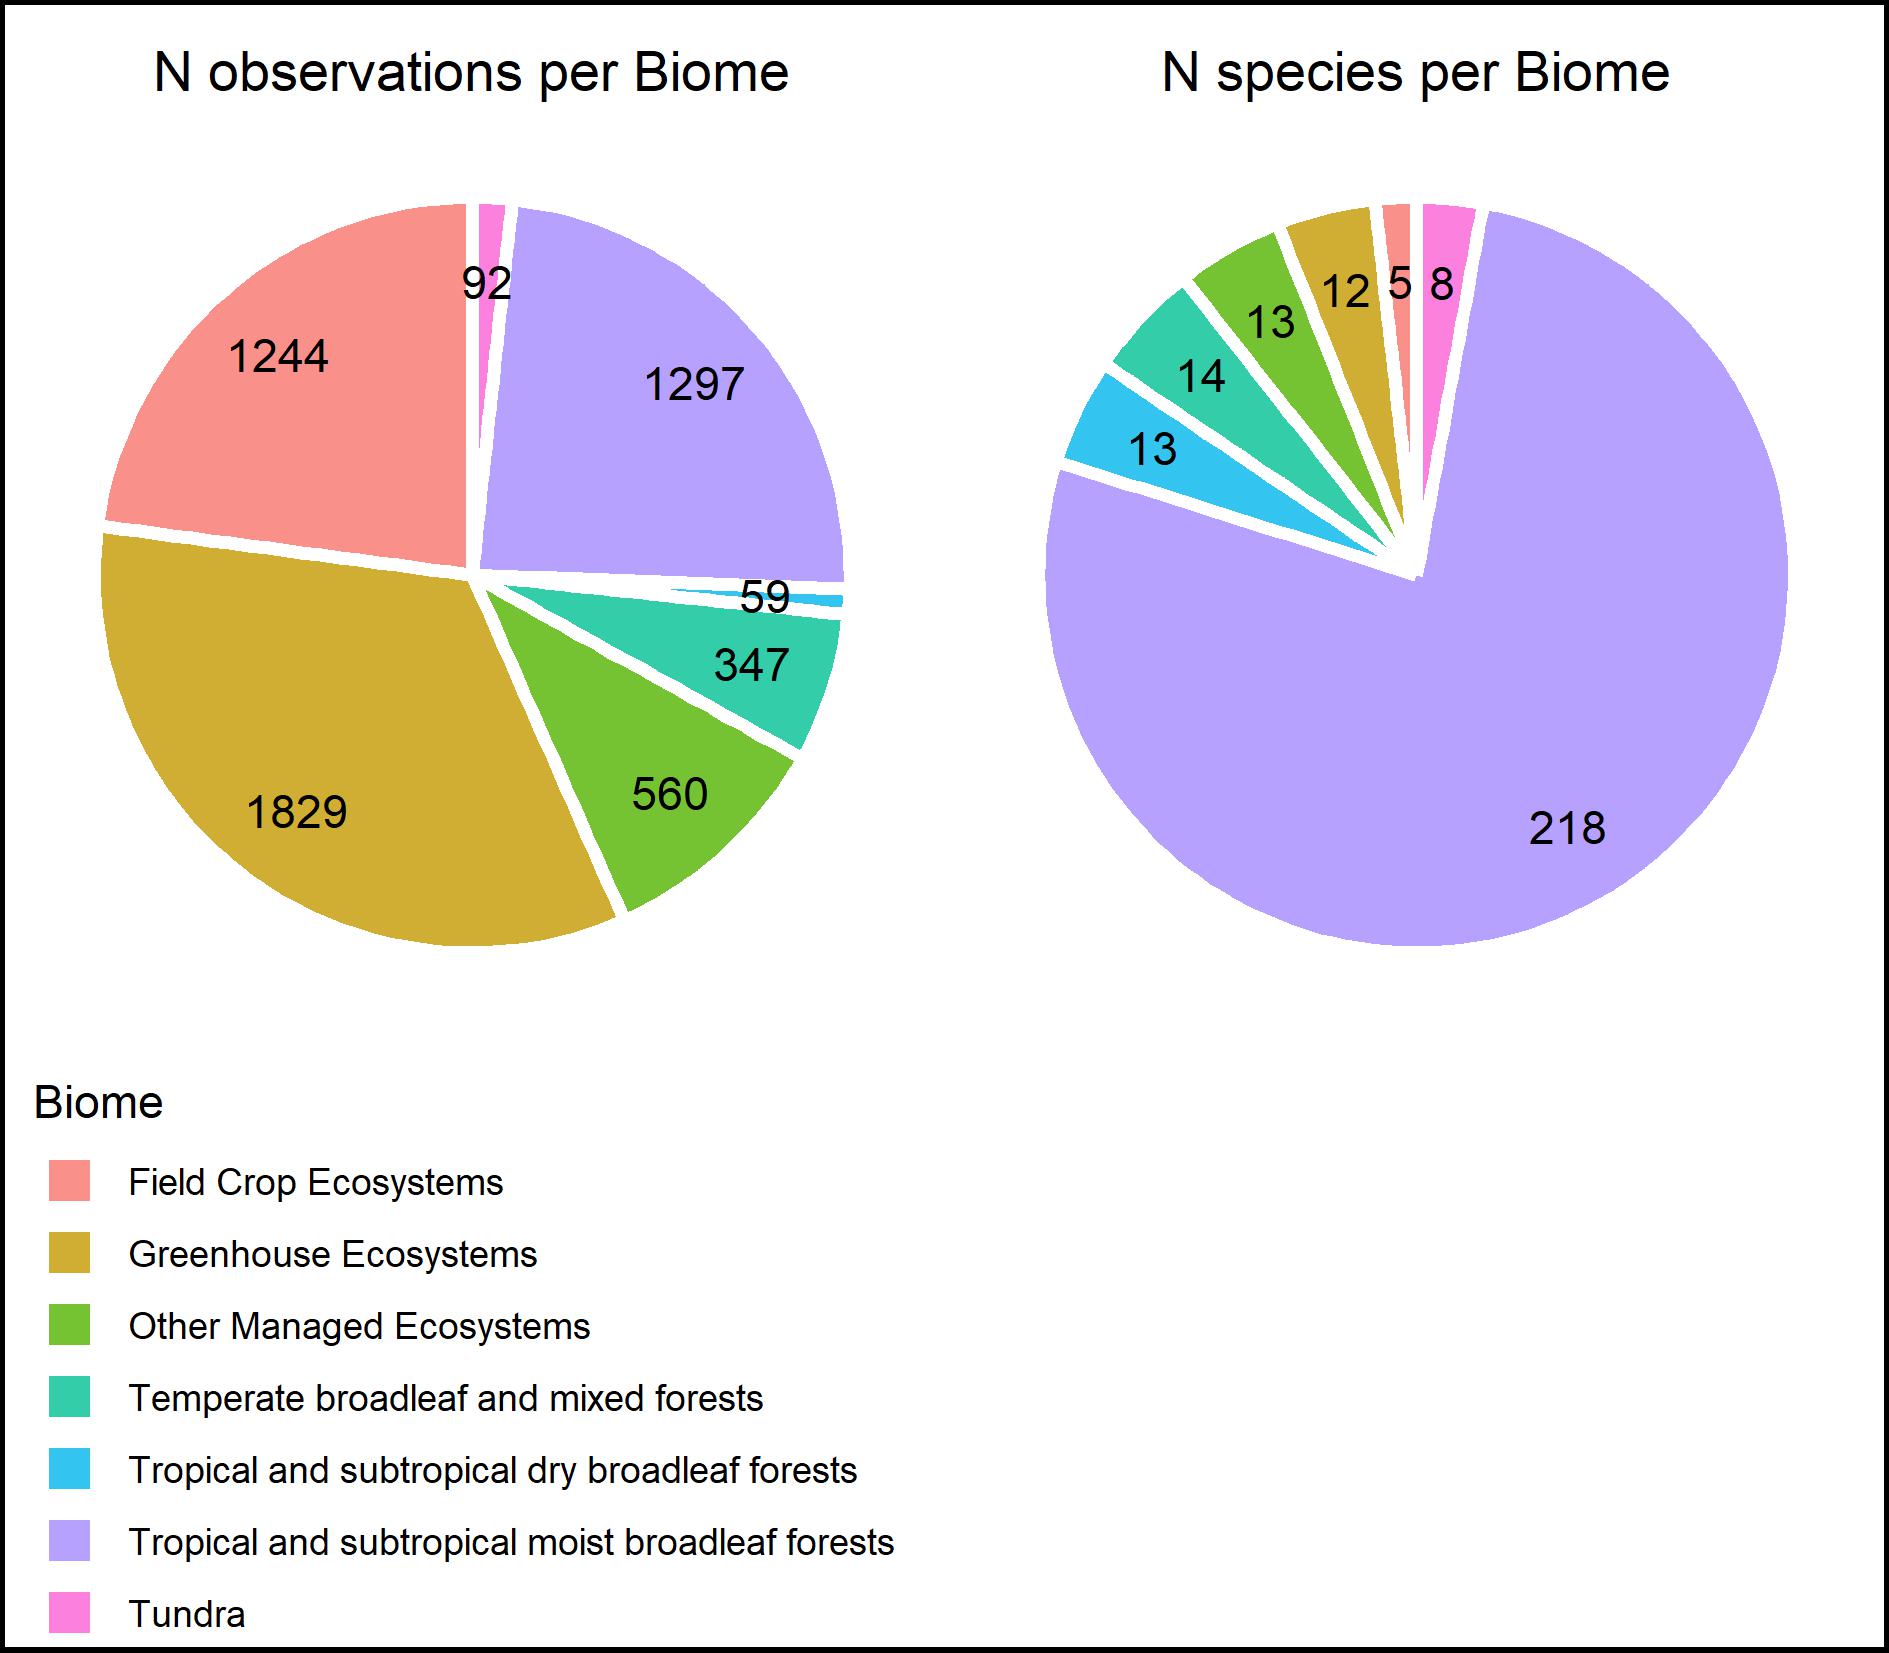 N observations per Biome
N species per Biome
92
1244
1297
59
347
560
1829
5
8
12
13
14
13
218
Biome
Field Crop Ecosystems
Greenhouse Ecosystems
Other Managed Ecosystems
Temperate broadleaf and mixed forests
Tropical and subtropical dry broadleaf forests
Tropical and subtropical moist broadleaf forests
Tundra